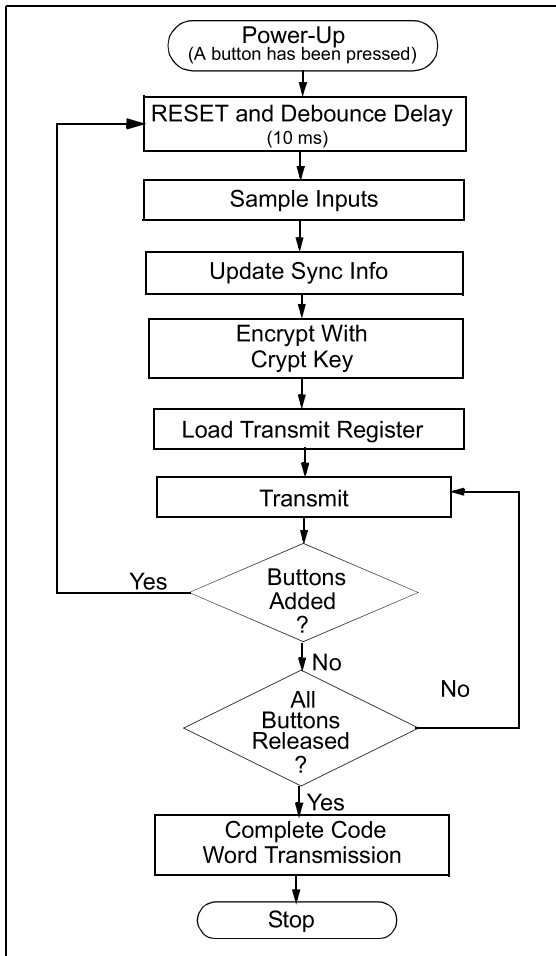 Power-Up
(A button has been pressed)
RESET and Debounce Delay
(10 ms)
Sample Inputs
Update Sync Info
Encrypt With
Crypt Key
Load Transmit Register
Transmit
Buttons
Added
?
Yes
No
All
Buttons
Released
?
No
Yes
Complete Code
Word Transmission
Stop